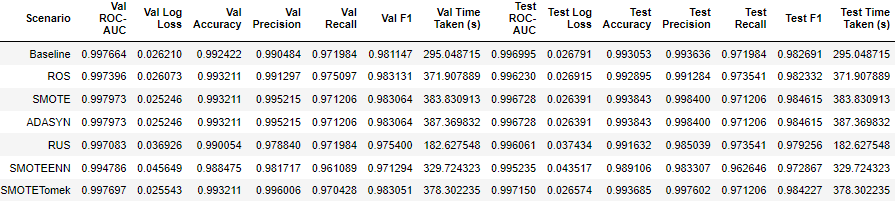 Scenario Val ROC-AUC Val Log Loss Val Accuracy Val Precision Val Recall Val F1 Val Time Taken (s) Test ROC-AUC Test Log Loss Test Accuracy Test Precision Test Recall Test F1 Test Time Taken (s)
Baseline 0.997664 0.026210 0.992422 0.990484 0.971984 0.981147 295.048715 0.996995 0.026791 0.993053 0.993636 0.971984 0.982691 295.048715
ROS 0.997396 0.026073 0.993211 0.991297 0.975097 0.983131 371.907889 0.996230 0.026915 0.992895 0.991284 0.973541 0.982332 371.907889
SMOTE 0.997973 0.025246 0.993211 0.995215 0.971206 0.983064 383.830913 0.996728 0.026391 0.993843 0.998400 0.971206 0.984615 383.830913
ADASYN 0.997973 0.025246 0.993211 0.995215 0.971206 0.983064 387.369832 0.996728 0.026391 0.993843 0.998400 0.971206 0.984615 387.369832
RUS 0.997083 0.036926 0.990054 0.978840 0.971984 0.975400 182.627548 0.996061 0.037434 0.991632 0.985039 0.973541 0.979256 182.627548
SMOTEENN 0.994786 0.045649 0.988475 0.981717 0.961089 0.971294 329.724323 0.995235 0.043517 0.989106 0.983307 0.962646 0.972867 329.724323
SMOTETomek 0.997697 0.025543 0.993211 0.996006 0.970428 0.983051 378.302235 0.997150 0.026574 0.993685 0.997602 0.971206 0.984227 378.302235